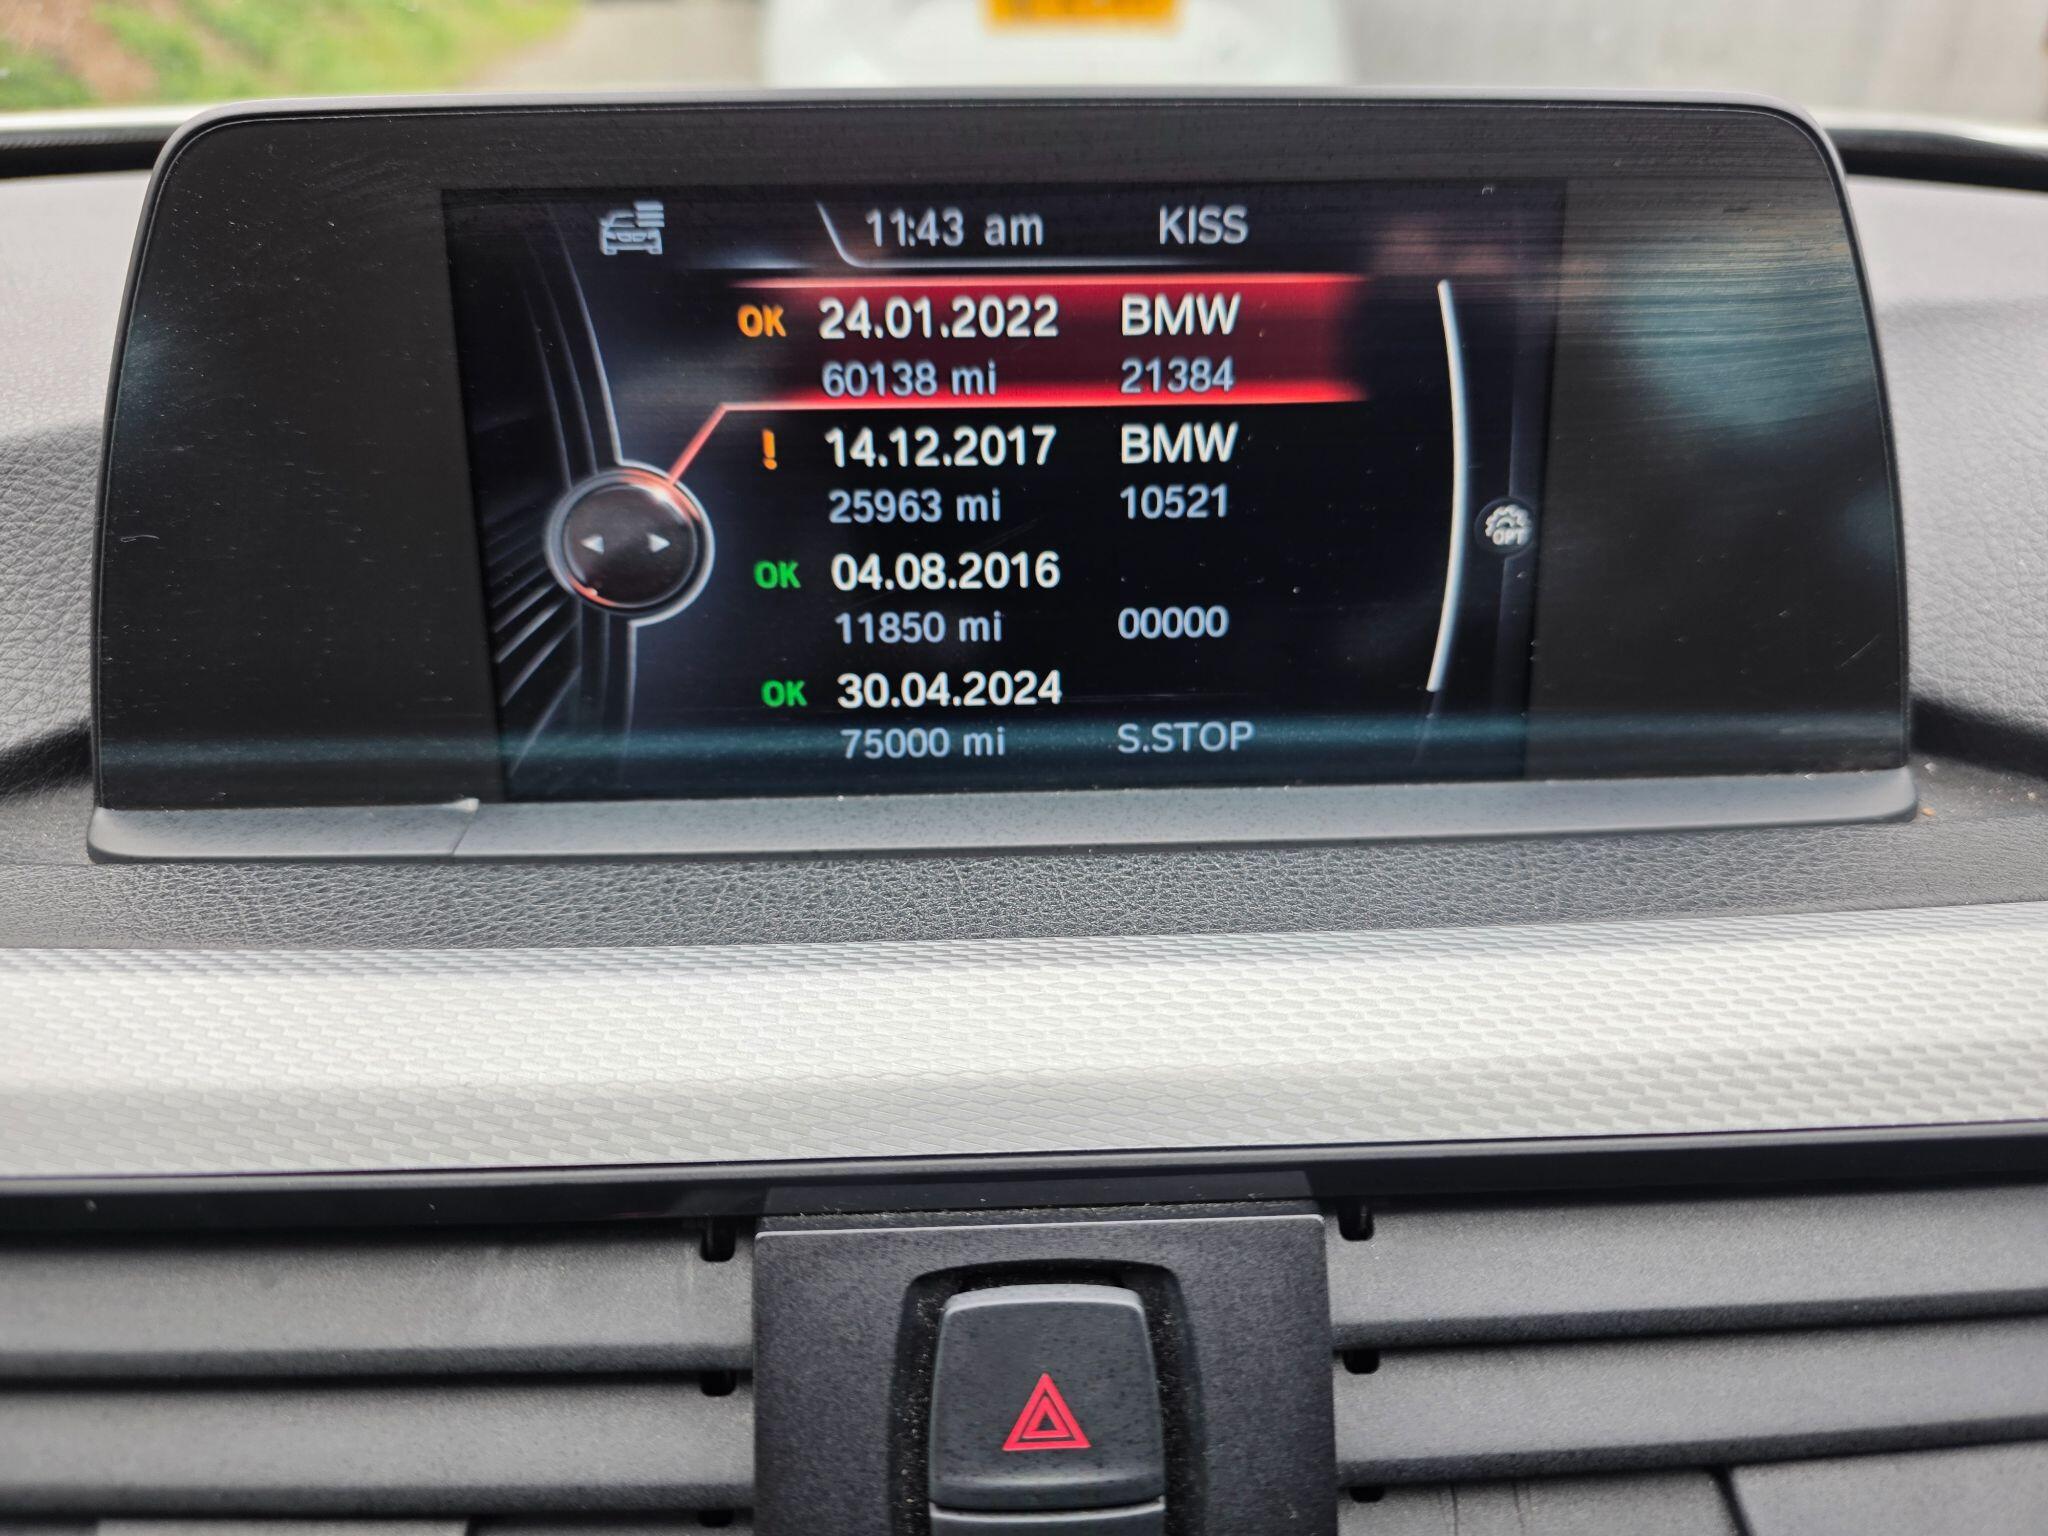 11:43 am KISS
OK 24.01.2022 BMW
60138 mi 21384
! 14.12.2017 BMW
25963 mi 10521
OK 04.08.2016
11850 mi 00000
OPT
OK 30.04.2024
75000 mi S.STOP